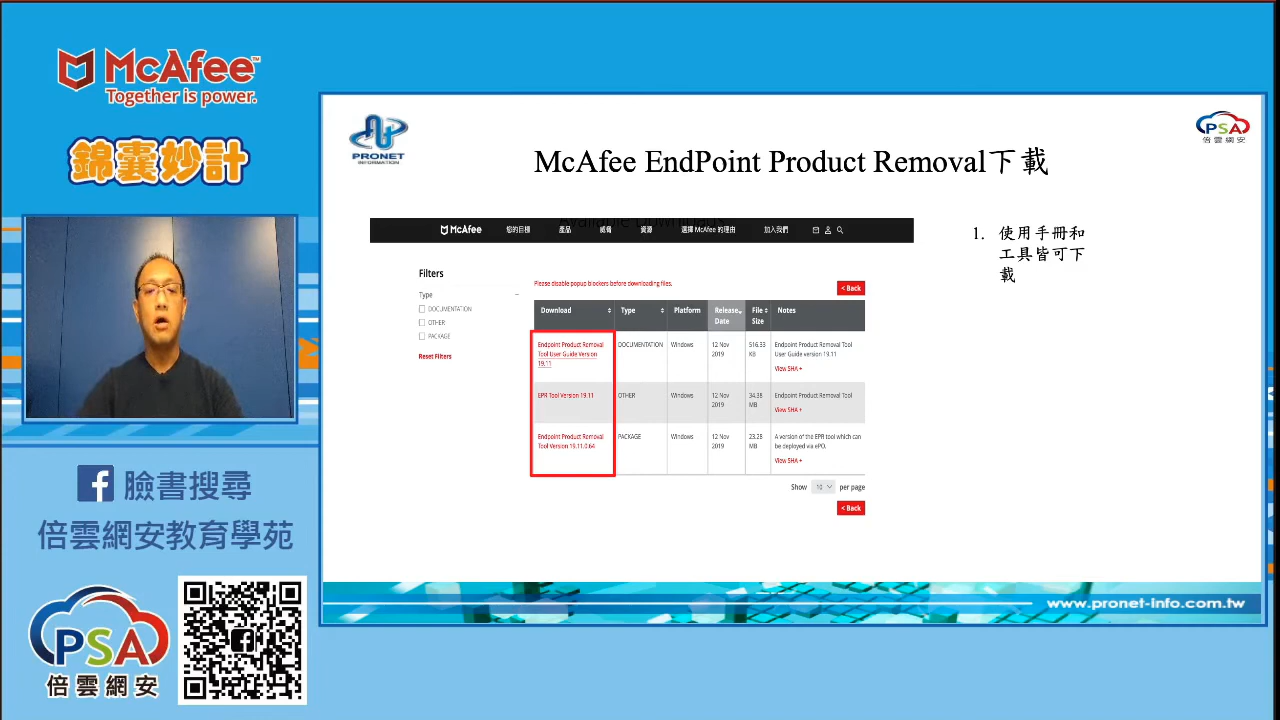 McAfee™
Together is power.
錦囊妙計
臉書搜尋
倍雲網安教育學苑
PSA
倍雲網安
PRONET
INFORMATION
PSA
倍雲網安
McAfee EndPoint Product Removal下載
1. 使用手冊和
工具皆可下
載
Available Downloads
McAfee 您的目標 產品 威脅 資源 選擇 McAfee 的理由 加入我們
Filters
Type −
DOCUMENTATION
OTHER
PACKAGE
Reset Filters
Please disable popup blockers before downloading files.
< Back
Download Type Platform Release Date File Size Notes
Endpoint Product Removal Tool User Guide Version 19.11 DOCUMENTATION Windows 12 Nov 2019 516.33 KB Endpoint Product Removal Tool User Guide version 19.11
View SHA +
EPR Tool Version 19.11 OTHER Windows 12 Nov 2019 34.38 MB Endpoint Product Removal Tool
View SHA +
Endpoint Product Removal Tool Version 19.11.0.64 PACKAGE Windows 12 Nov 2019 23.28 MB A version of the EPR tool which can be deployed via ePO.
View SHA +
Show 10 per page
< Back
www.pronet-info.com.tw